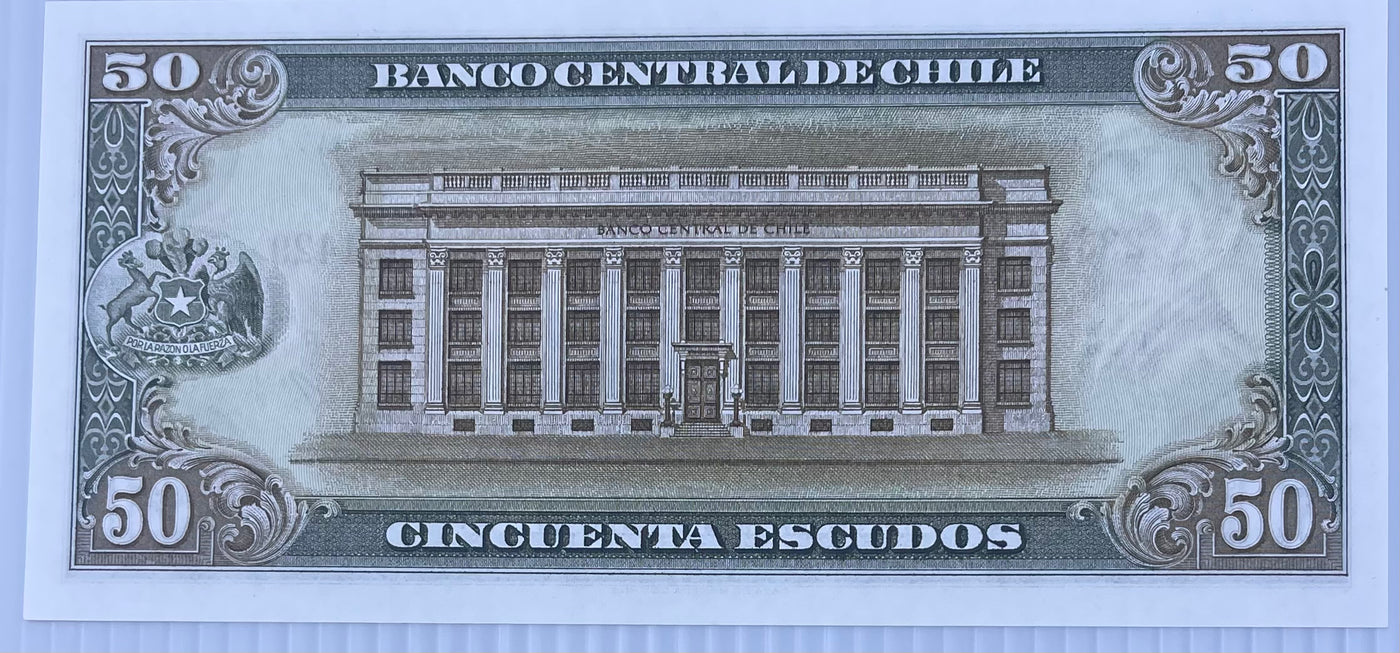 50 BANCO CENTRAL DE CHILE 50
BANCO CENTRAL DE CHILE
POR LA RAZON O LA FUERZA
50 CINCUENTA ESCUDOS 50